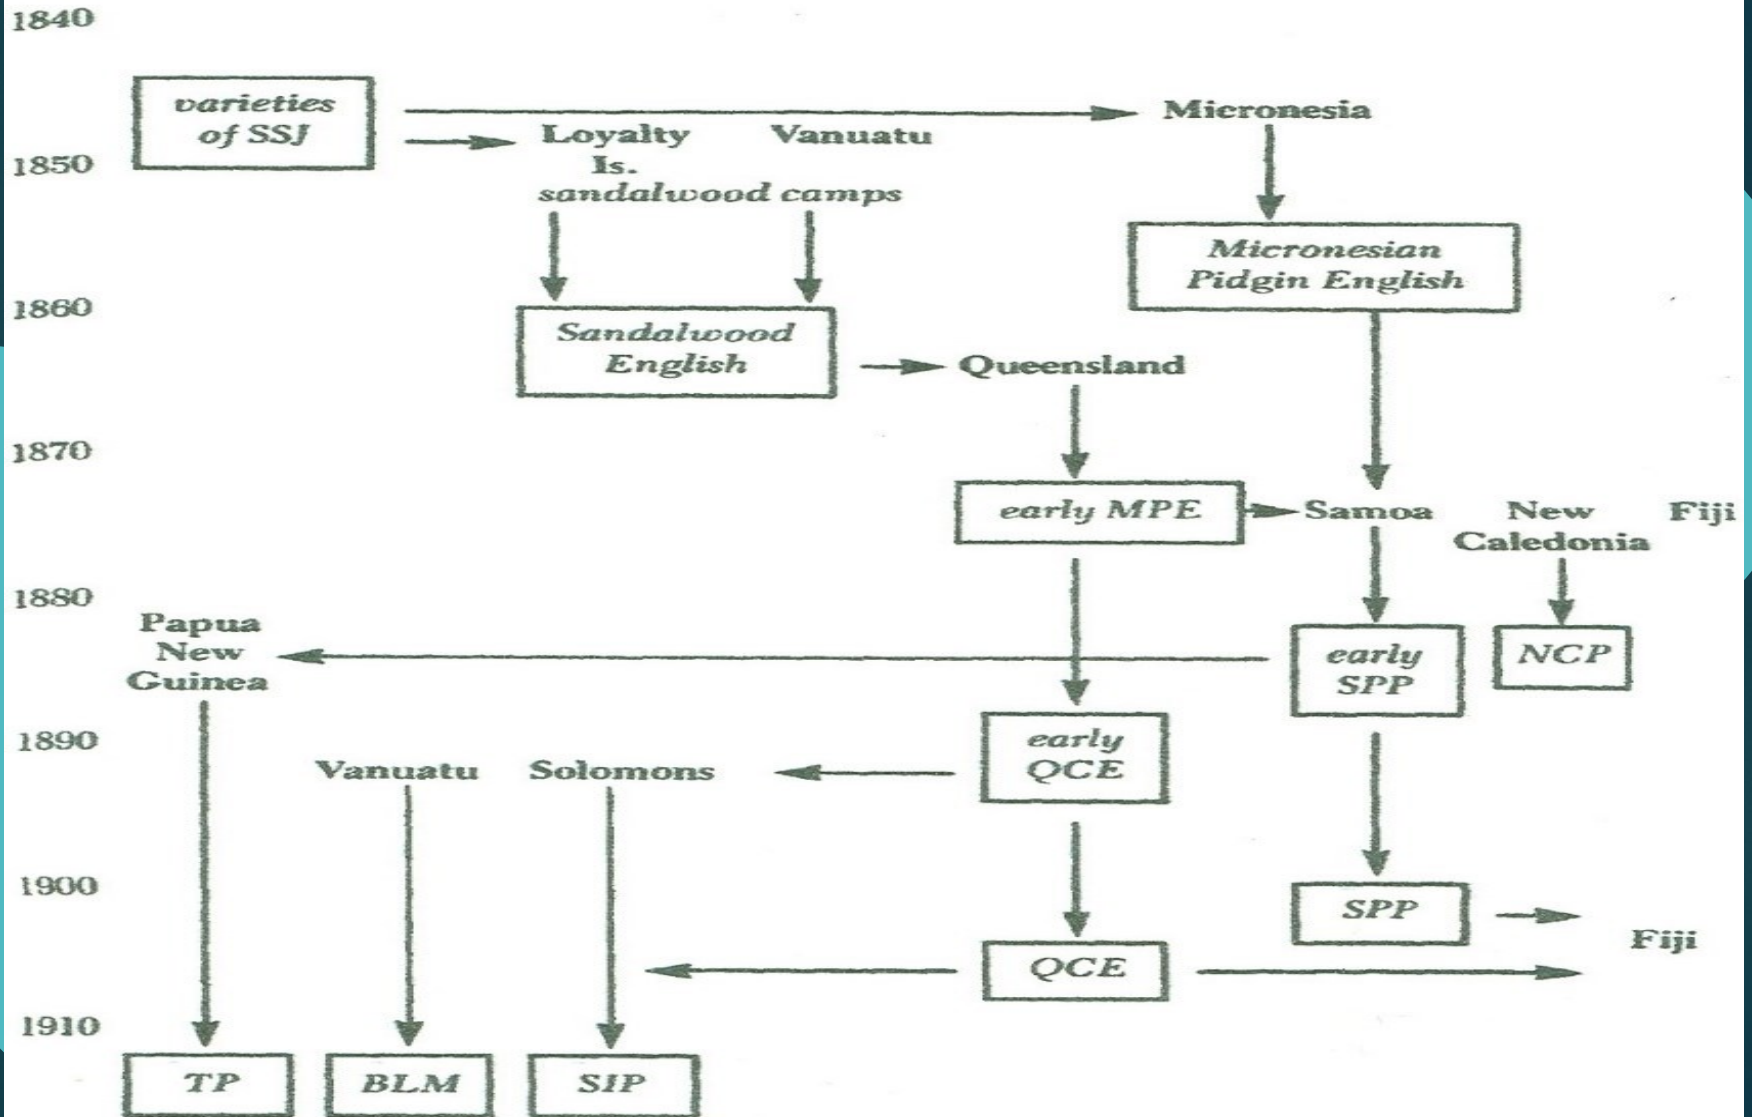 1840
varieties
of SSJ
Micronesia
Loyalty Vanuatu
Is.
1850
sandalwood camps
Micronesian
Pidgin English
1860
Sandalwood
English
Queensland
1870
early MPE
Samoa
New
Caledonia
Fiji
1880
Papua
New
Guinea
early
SPP
NCP
1890
early
QCE
Vanuatu
Solomons
1900
SPP
Fiji
QCE
1910
TP
BLM
SIP